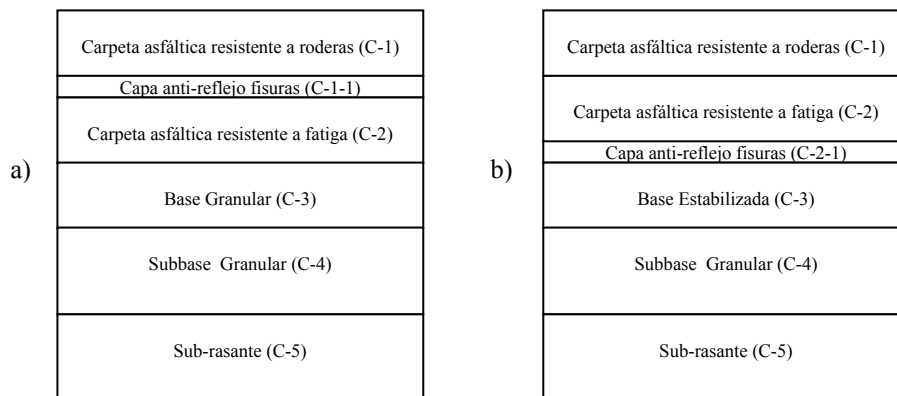 a)
Carpeta asfáltica resistente a roderas (C-1)
Capa anti-reflejo fisuras (C-1-1)
Carpeta asfáltica resistente a fatiga (C-2)
Base Granular (C-3)
Subbase Granular (C-4)
Sub-rasante (C-5)
b)
Carpeta asfáltica resistente a roderas (C-1)
Carpeta asfáltica resistente a fatiga (C-2)
Capa anti-reflejo fisuras (C-2-1)
Base Estabilizada (C-3)
Subbase Granular (C-4)
Sub-rasante (C-5)